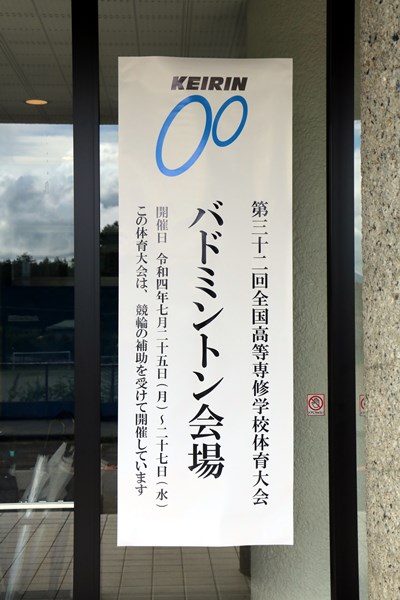 KEIRIN
第三十二回全国高等専修学校体育大会
バドミントン会場
開催日 令和四年七月二十五日(月)~二十七日(水)
この体育大会は、競輪の補助を受けて開催しています